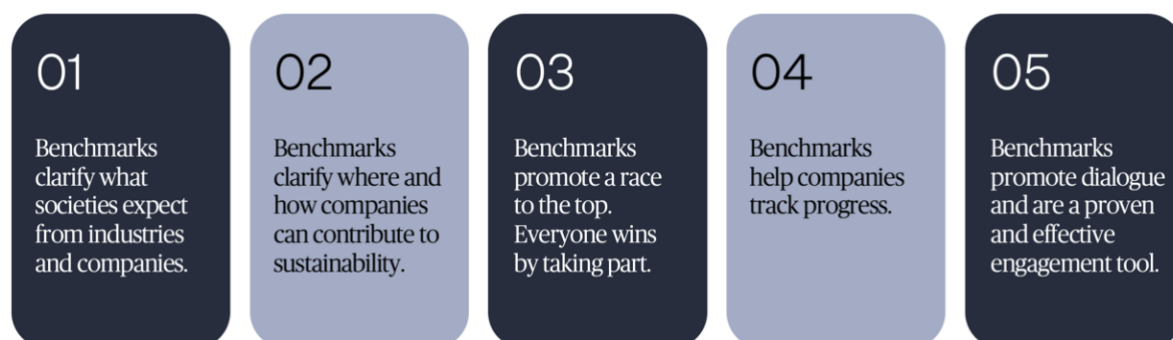 01
Benchmarks
clarify what
societies expect
from industries
and companies.
02
Benchmarks
clarify where and
how companies
can contribute to
sustainability.
03
Benchmarks
promote a race
to the top.
Everyone wins
by taking part.
04
Benchmarks
help companies
track progress.
05
Benchmarks
promote dialogue
and are a proven
and effective
engagement tool.